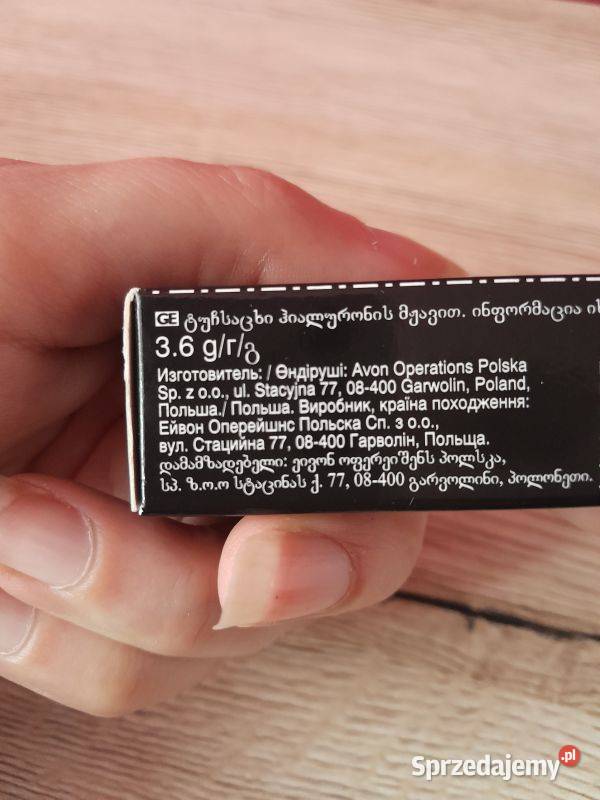 GE ტუჩსაცხი ჰიალურონის მჟავით. ინფორმაცია
3.6 g/г/გ
Изготовитель: / Өндіруші: Avon Operations Polska
Sp. z o.o., ul. Stacyjna 77, 08-400 Garwolin, Poland,
Польша./ Польша. Виробник, країна походження:
Ейвон Оперейшнс Польска Сп. з о.о.,
вул. Стацийна 77, 08-400 Гарволін, Польща.
დამამზადებელი: ეივონ ოფერეიშენს პოლსკა,
სპ. ზ.ო.ო სტაცინას ქ. 77, 08-400 გარვოლინი, პოლონეთი.
Sprzedajemy.pl